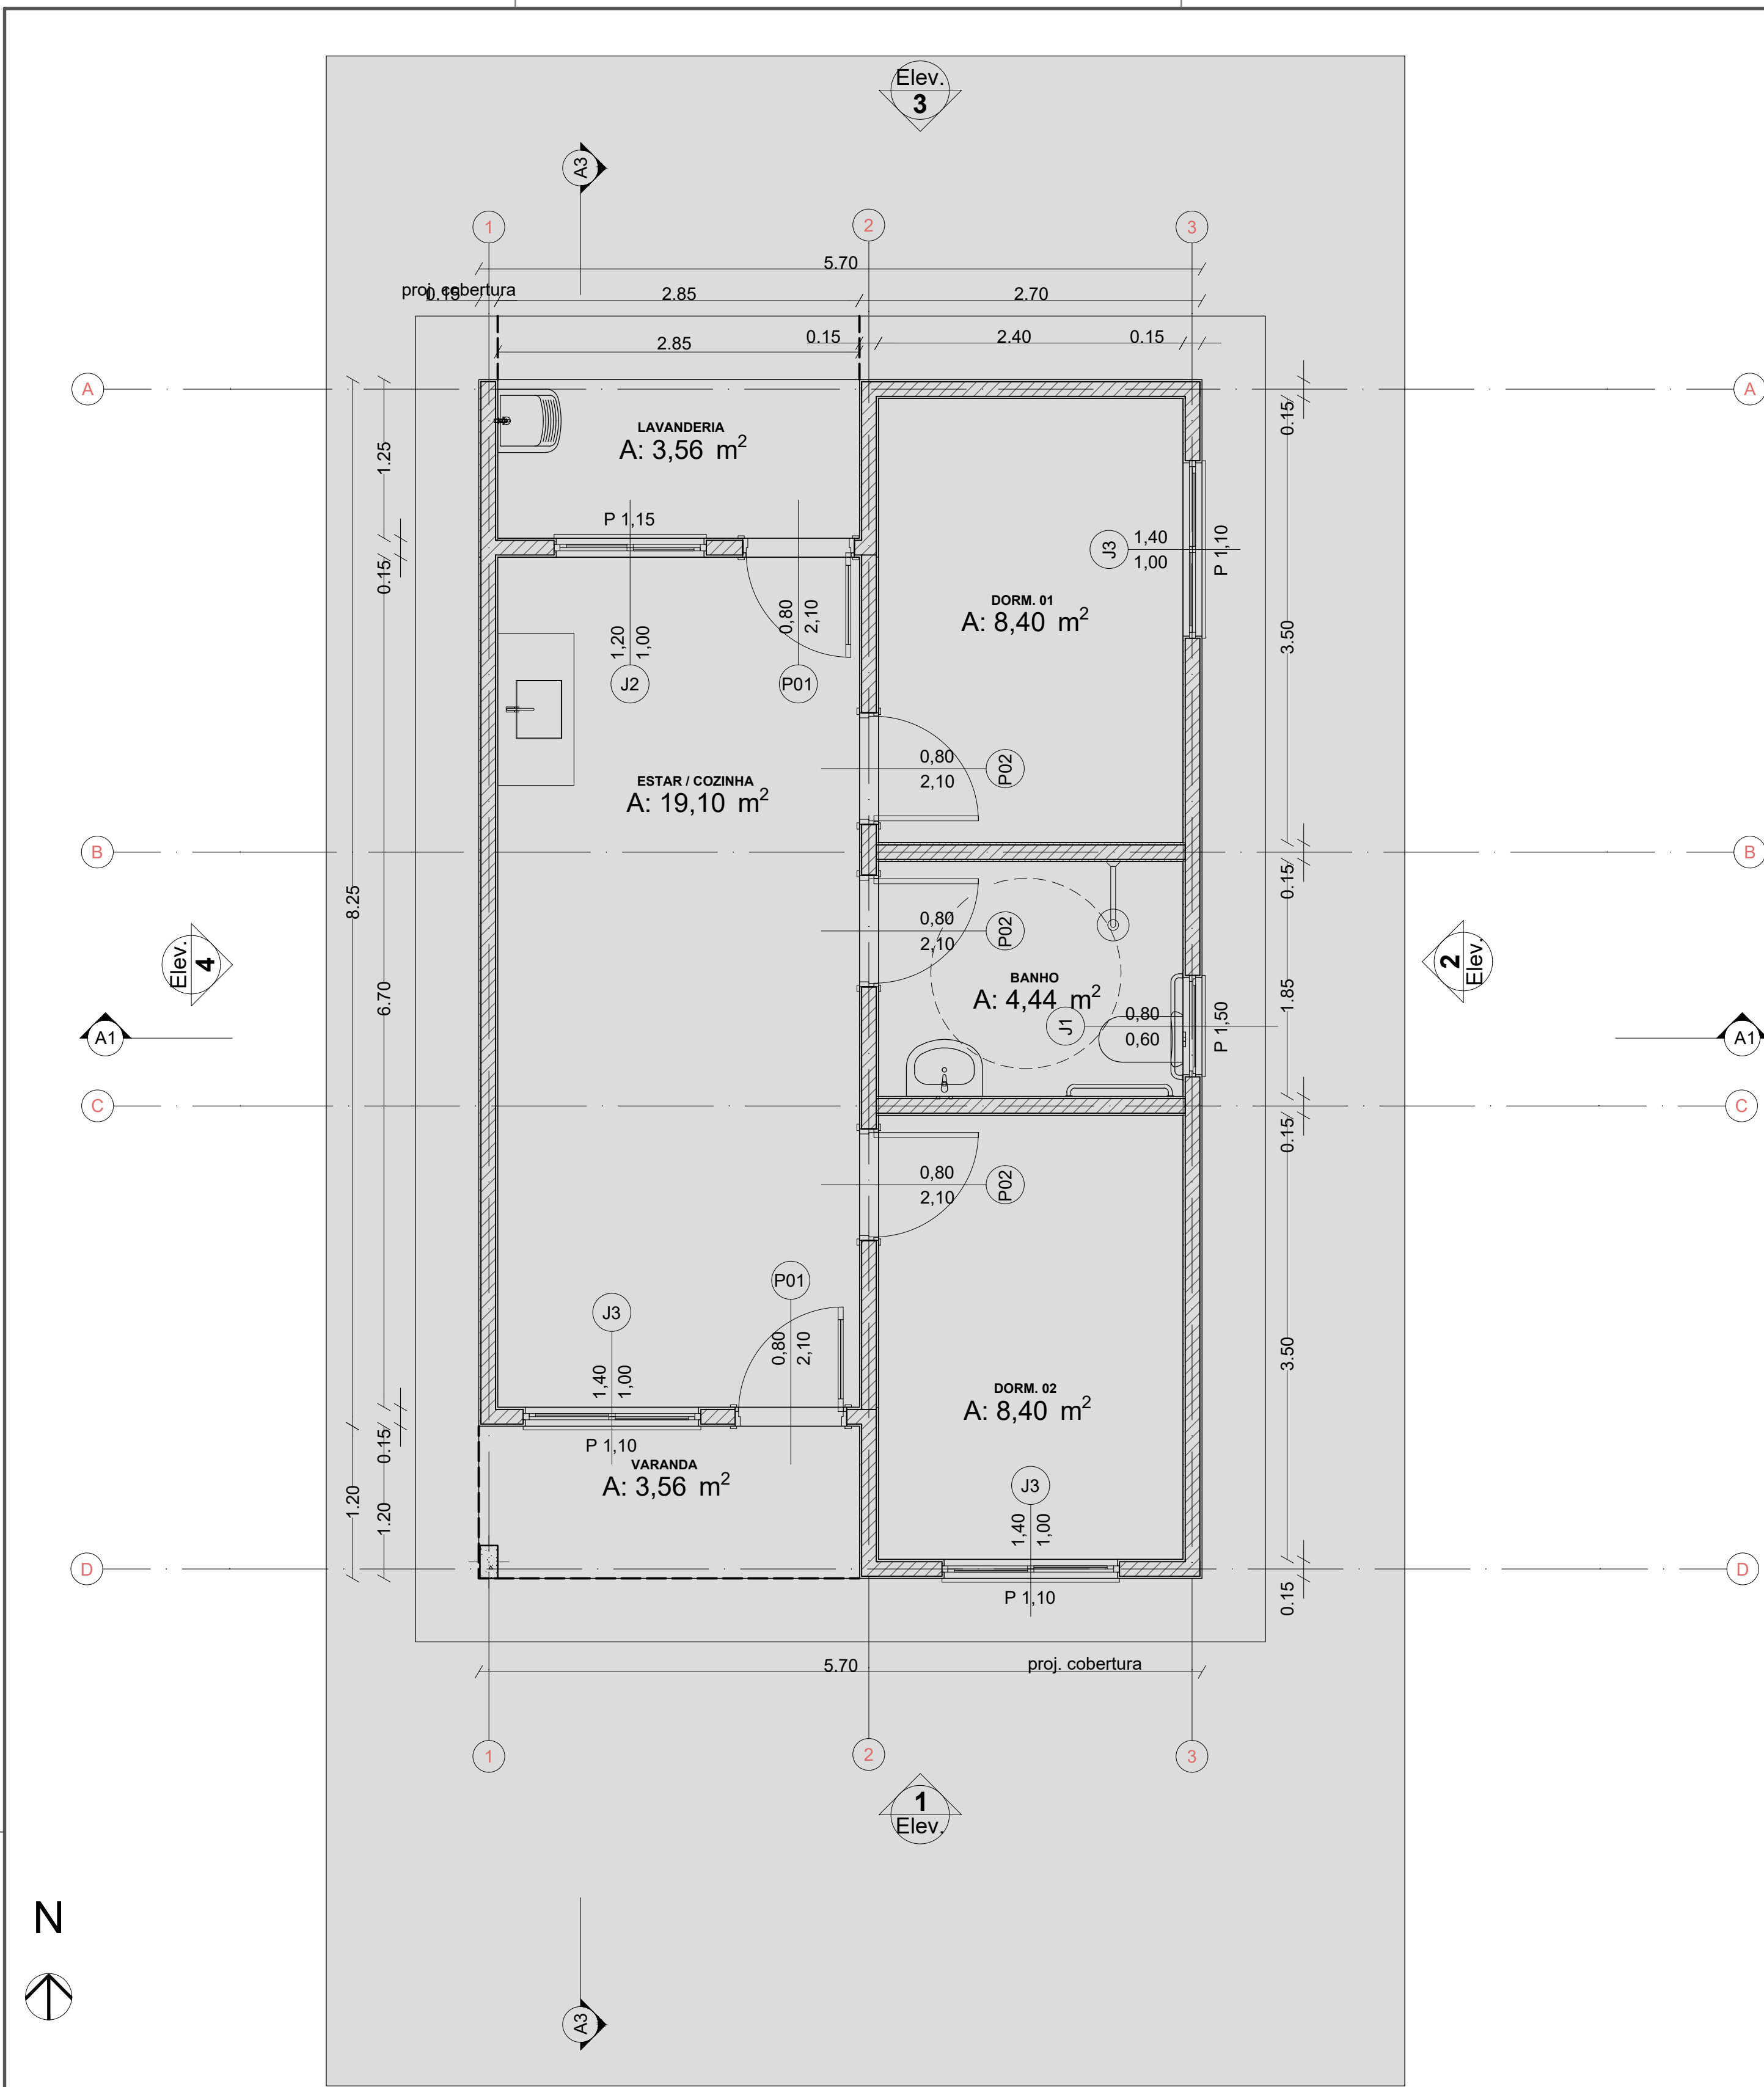 Elev.
3
A3
1
2
3
5.70
proj. cobertura
0.15
2.85
2.70
2.85
0.15
2.40
0.15
A
A
0.15
LAVANDERIA
A: 3,56 m²
1.25
P 1,15
J3
1,40
1,00
P 1,10
0.15
0,80
2,10
DORM. 01
A: 8,40 m²
1,20
1,00
3.50
J2
P01
0,80
2,10
P02
ESTAR / COZINHA
A: 19,10 m²
B
B
8.25
0.15
0,80
2,10
P02
Elev.
4
2
Elev.
BANHO
A: 4,44 m²
6.70
1.85
J1
0,80
0,60
P 1,50
A1
A1
C
C
0.15
0,80
2,10
P02
P01
J3
0,80
2,10
1,40
1,00
3.50
DORM. 02
A: 8,40 m²
P 1,10
0.15
VARANDA
A: 3,56 m²
J3
1.20
1.20
1,40
1,00
D
D
P 1,10
0.15
5.70
proj. cobertura
1
2
3
1
Elev.
N
A3